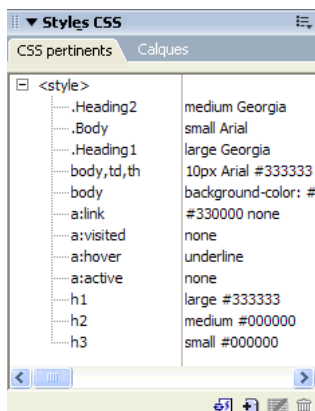 Styles CSS
CSS pertinents Calques
<style>
.Heading2 medium Georgia
.Body small Arial
.Heading1 large Georgia
body,td,th 10px Arial #333333
body background-color: #
a:link #330000 none
a:visited none
a:hover underline
a:active none
h1 large #333333
h2 medium #000000
h3 small #000000